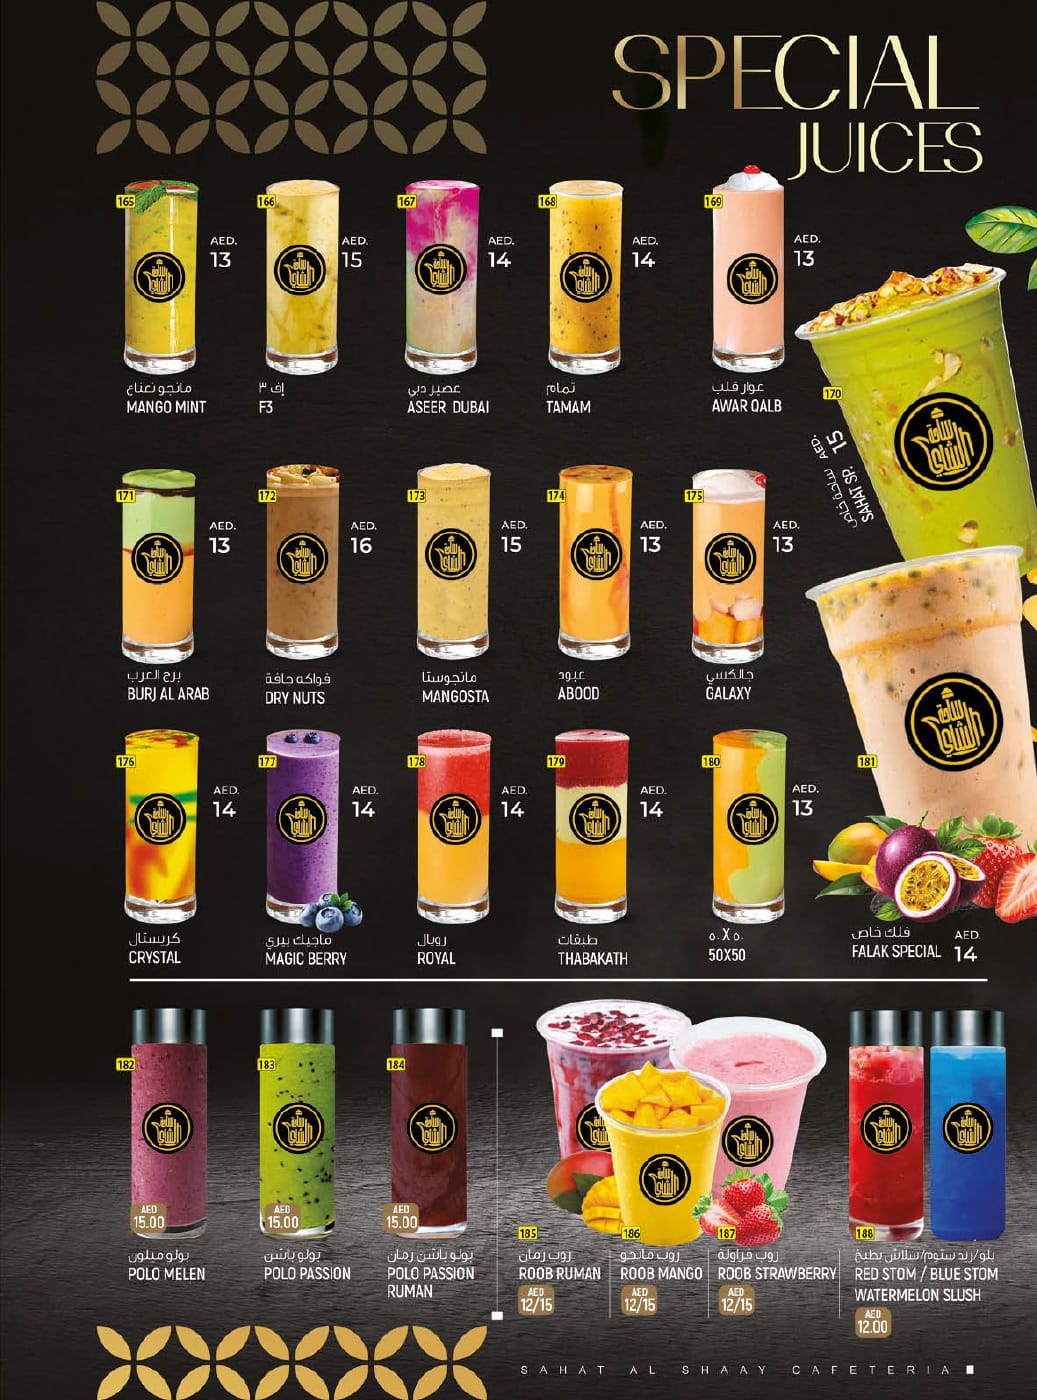 SPECIAL
JUICES
165
AED.
13
مانجو نعناع
MANGO MINT
166
AED.
15
إف ٣
F3
167
AED.
14
عصير دبي
ASEER DUBAI
168
AED.
14
تمام
TAMAM
169
AED.
13
عوار قلب
AWAR QALB
170
AED. 15
ساحة خاص
SAHAT SP.
171
AED.
13
برج العرب
BURJ AL ARAB
172
AED.
16
فواكه جافة
DRY NUTS
173
AED.
15
مانجوستا
MANGOSTA
174
AED.
13
عبود
ABOOD
175
AED.
13
جالكسي
GALAXY
176
AED.
14
كريستال
CRYSTAL
177
AED.
14
ماجيك بيري
MAGIC BERRY
178
AED.
14
رويال
ROYAL
179
AED.
14
طبقات
THABAKATH
180
AED.
13
٥٠X٥٠
50X50
181
فلك خاص
FALAK SPECIAL
AED.
14
182
AED
15.00
بولو ميلون
POLO MELEN
183
AED
15.00
بولو باشن
POLO PASSION
184
AED
15.00
بولو باشن رمان
POLO PASSION
RUMAN
185
روب رمان
ROOB RUMAN
AED
12/15
186
روب مانجو
ROOB MANGO
AED
12/15
187
روب فراولة
ROOB STRAWBERRY
AED
12/15
188
بلو/ريد ستوم/سلاش بطيخ
RED STOM / BLUE STOM
WATERMELON SLUSH
AED
12.00
ساحة
الشاي
SAHAT AL SHAAY CAFETERIA